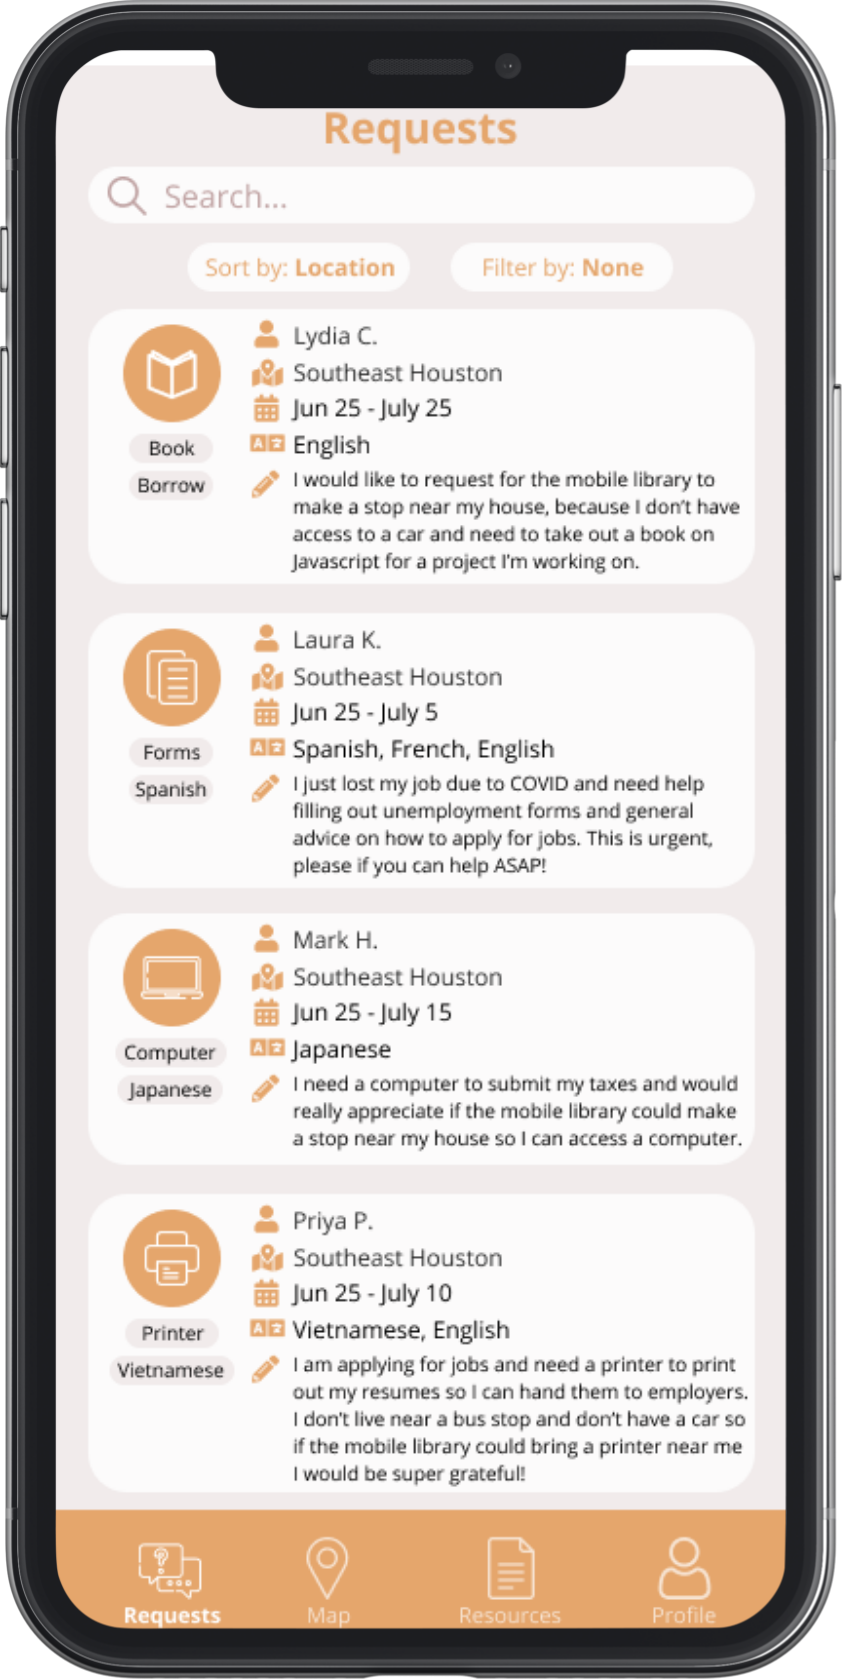 Requests
Search...
Sort by: Location
Filter by: None
Lydia C.
Southeast Houston
Jun 25 - July 25
English
Book
Borrow
I would like to request for the mobile library to
make a stop near my house, because I don't have
access to a car and need to take out a book on
Javascript for a project I'm working on.
Laura K.
Southeast Houston
Jun 25 - July 5
Spanish, French, English
Forms
Spanish
I just lost my job due to COVID and need help
filling out unemployment forms and general
advice on how to apply for jobs. This is urgent,
please if you can help ASAP!
Mark H.
Southeast Houston
Jun 25 - July 15
Japanese
Computer
Japanese
I need a computer to submit my taxes and would
really appreciate if the mobile library could make
a stop near my house so I can access a computer.
Priya P.
Southeast Houston
Jun 25 - July 10
Vietnamese, English
Printer
Vietnamese
I am applying for jobs and need a printer to print
out my resumes so I can hand them to employers.
I don't live near a bus stop and don't have a car so
if the mobile library could bring a printer near me
I would be super grateful!
Requests
Map
Resources
Profile